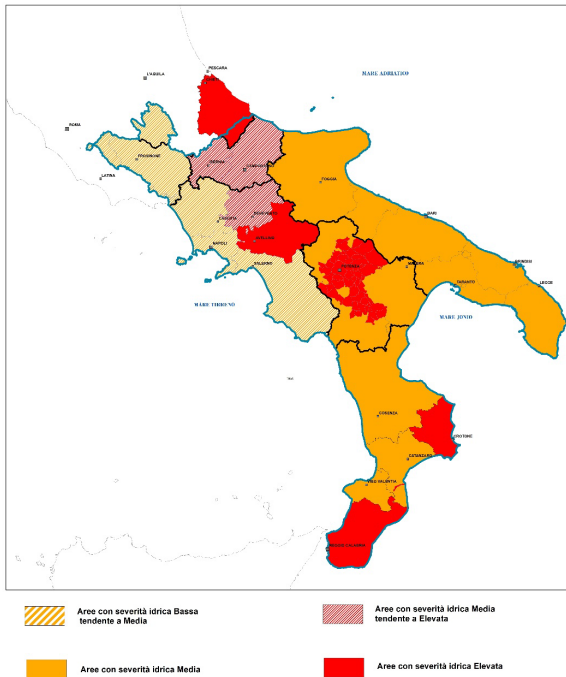 PESCARA
L'AQUILA
MARE ADRIATICO
ROMA
FROSINONE
ISERNIA
CAMPOBASSO
LATINA
FOGGIA
CASERTA
BENEVENTO
BARI
NAPOLI
AVELLINO
SALERNO
POTENZA
MATERA
BRINDISI
TARANTO
LECCE
MARE TIRRENO
MARE JONIO
COSENZA
CROTONE
CATANZARO
VIBO VALENTIA
REGGIO CALABRIA
Aree con severità idrica Bassa
tendente a Media
Aree con severità idrica Media
tendente a Elevata
Aree con severità idrica Media
Aree con severità idrica Elevata